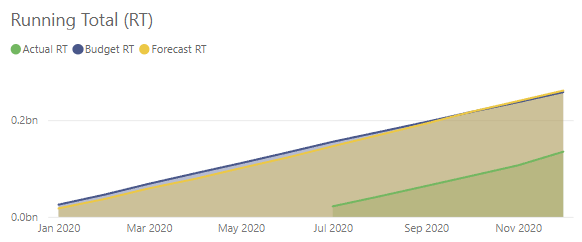 Running Total (RT)
Actual RT Budget RT Forecast RT
0.2bn
0.0bn
Jan 2020 Mar 2020 May 2020 Jul 2020 Sep 2020 Nov 2020